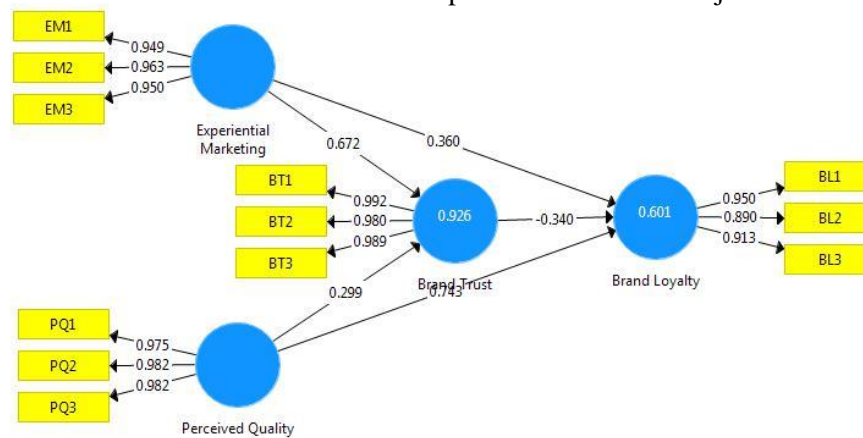 EM1
EM2
EM3
0.949
0.963
0.950
Experiential
Marketing
0.672
0.360
BT1
BT2
BT3
0.992
0.980
0.989
0.926
Brand Trust
-0.340
0.601
Brand Loyalty
0.950
0.890
0.913
BL1
BL2
BL3
0.299
0.743
PQ1
PQ2
PQ3
0.975
0.982
0.982
Perceived Quality